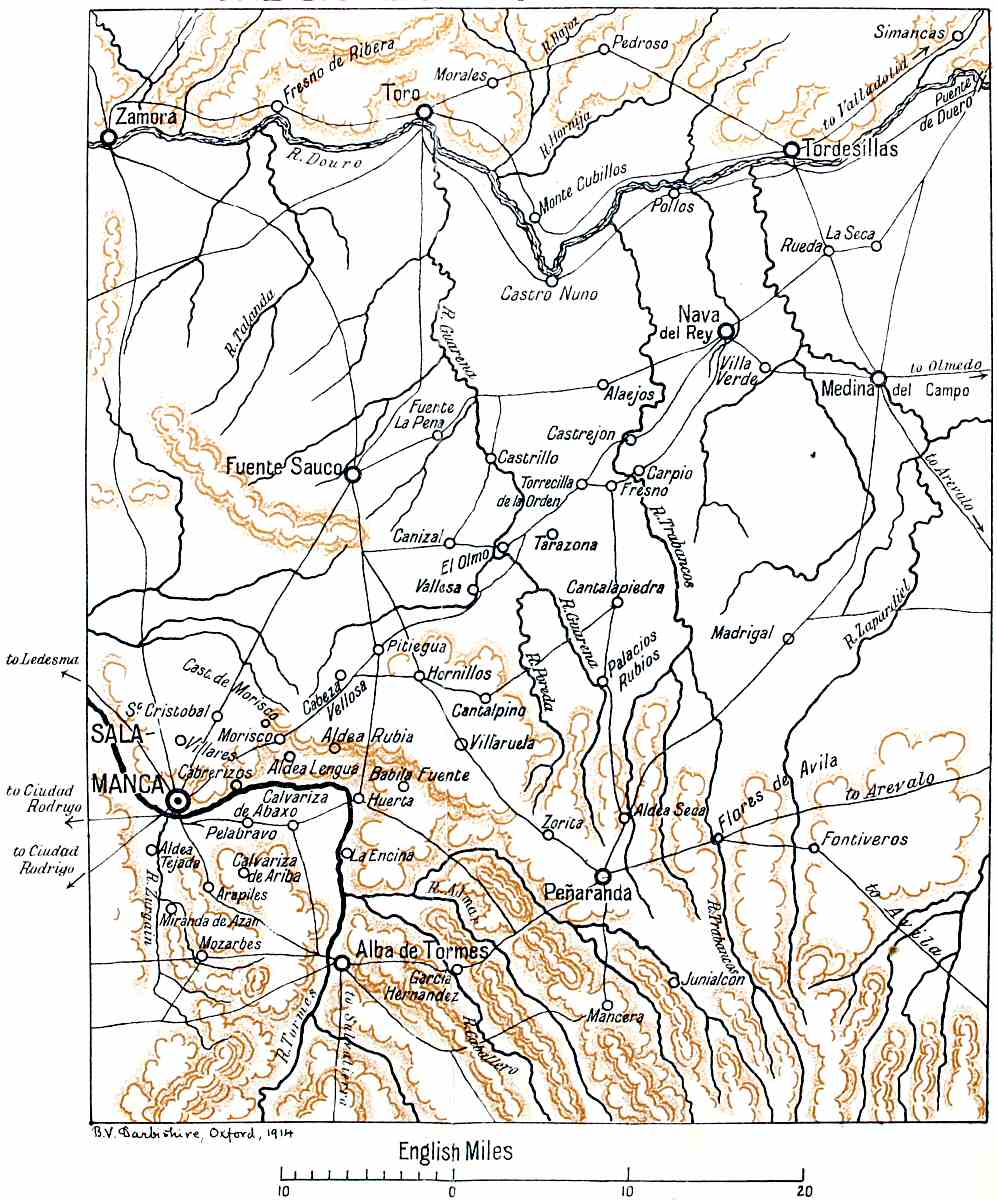 R. Bajoz
Pedroso
Simancas
Fresno de Ribera
Morales
Toro
to Valladolid
Puente
de Duero
Zamora
R. Hornija
R. Douro
Tordesillas
Monte Cubillos
Pollos
La Seca
Rueda
Castro Nuno
R. Talanda
R. Guarena
Nava
del Rey
Villa
Verde
to Olmedo
Medina del Campo
Alaejos
Fuente
La Pena
Castrejon
Fuente Sauco
Castrillo
Carpio
Torrecilla
de la Orden
Fresno
to Arevalo
R. Trabancos
Canizal
El Olmo
Tarazona
Vallesa
Cantalapiedra
R. Guarena
R. Zapardiel
Madrigal
Palacios
Rubios
Pitiegua
to Ledesma
Cast. de Morisco
Cabeza
Vellosa
Hornillos
R. Poreda
Cantalpino
Sn Cristobal
SALA-
MANCA
Villares
Morisco
Aldea Rubia
Villaruela
Cabrerizos
Aldea Lengua
Babila Fuente
Flores de Avila
to Arevalo
to Ciudad
Rodrigo
Calvariza
de Abaxo
Huerta
Pelabravo
Zorita
Aldea Seca
Fontiveros
to Ciudad
Rodrigo
Aldea
Tejada
Calvariza
de Ariba
La Encina
R. Zurgain
Arapiles
R. Almar
Peñaranda
to Avila
Miranda de Azan
Mozarbes
Alba de Tormes
R. Trabancos
Garcia
Hernandez
Junialcon
Mancera
R. Tormes
R. Caballero
B.V. Darbishire, Oxford, 1914
English Miles
10 0 10 20